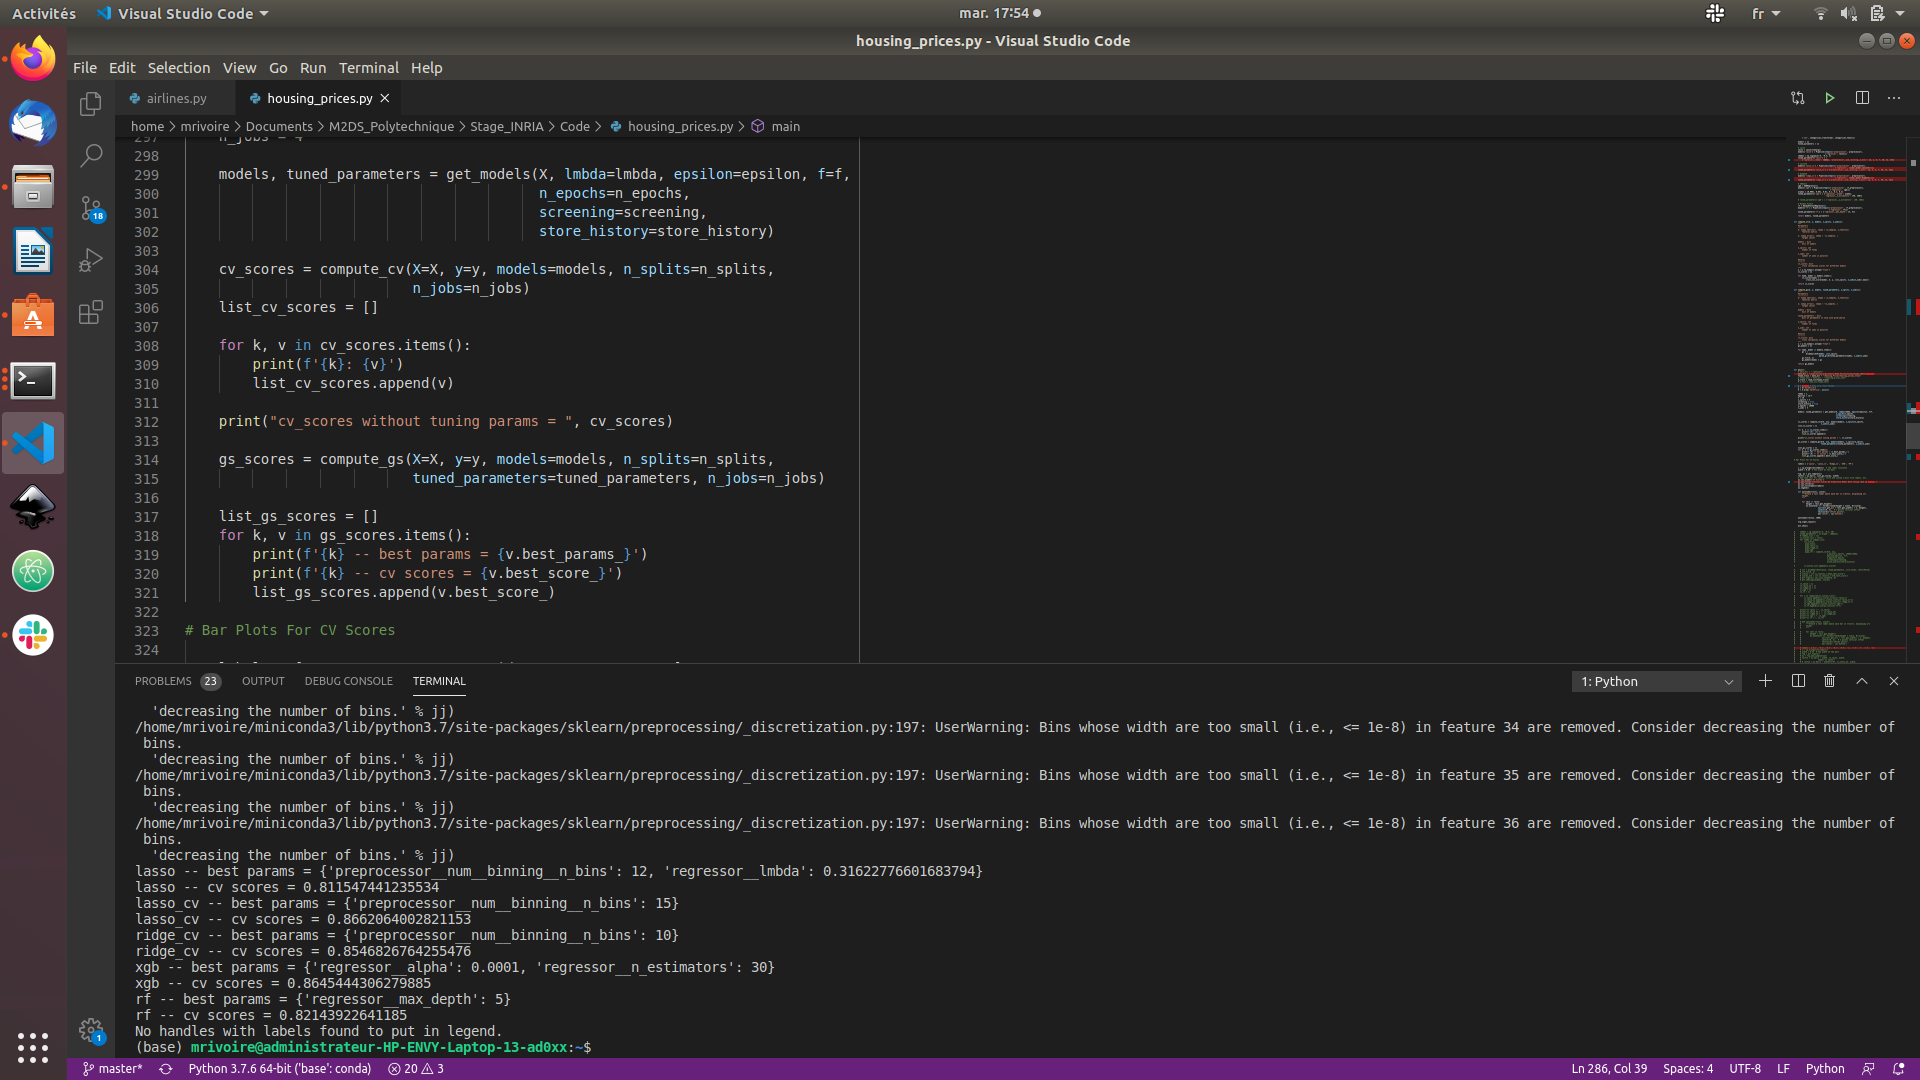 Activités
Visual Studio Code
mar. 17:54
fr
housing_prices.py - Visual Studio Code
File Edit Selection View Go Run Terminal Help
airlines.py
housing_prices.py
home > mrivoire > Documents > M2DS_Polytechnique > Stage_INRIA > Code > housing_prices.py > main
297 n_jobs = 4
298
299 models, tuned_parameters = get_models(X, lmbda=lmbda, epsilon=epsilon, f=f,
300 n_epochs=n_epochs,
301 screening=screening,
302 store_history=store_history)
303
304 cv_scores = compute_cv(X=X, y=y, models=models, n_splits=n_splits,
305 n_jobs=n_jobs)
306 list_cv_scores = []
307
308 for k, v in cv_scores.items():
309 print(f'{k}: {v}')
310 list_cv_scores.append(v)
311
312 print("cv_scores without tuning params = ", cv_scores)
313
314 gs_scores = compute_gs(X=X, y=y, models=models, n_splits=n_splits,
315 tuned_parameters=tuned_parameters, n_jobs=n_jobs)
316
317 list_gs_scores = []
318 for k, v in gs_scores.items():
319 print(f'{k} -- best params = {v.best_params_}')
320 print(f'{k} -- cv scores = {v.best_score_}')
321 list_gs_scores.append(v.best_score_)
322
323 # Bar Plots For CV Scores
324
18
1
PROBLEMS 23 OUTPUT DEBUG CONSOLE TERMINAL
1: Python
'decreasing the number of bins.' % jj)
/home/mrivoire/miniconda3/lib/python3.7/site-packages/sklearn/preprocessing/_discretization.py:197: UserWarning: Bins whose width are too small (i.e., <= 1e-8) in feature 34 are removed. Consider decreasing the number of
bins.
'decreasing the number of bins.' % jj)
/home/mrivoire/miniconda3/lib/python3.7/site-packages/sklearn/preprocessing/_discretization.py:197: UserWarning: Bins whose width are too small (i.e., <= 1e-8) in feature 35 are removed. Consider decreasing the number of
bins.
'decreasing the number of bins.' % jj)
/home/mrivoire/miniconda3/lib/python3.7/site-packages/sklearn/preprocessing/_discretization.py:197: UserWarning: Bins whose width are too small (i.e., <= 1e-8) in feature 36 are removed. Consider decreasing the number of
bins.
'decreasing the number of bins.' % jj)
lasso -- best params = {'preprocessor__num__binning__n_bins': 12, 'regressor__lmbda': 0.31622776601683794}
lasso -- cv scores = 0.811547441235534
lasso_cv -- best params = {'preprocessor__num__binning__n_bins': 15}
lasso_cv -- cv scores = 0.8662064002821153
ridge_cv -- best params = {'preprocessor__num__binning__n_bins': 10}
ridge_cv -- cv scores = 0.8546826764255476
xgb -- best params = {'regressor__alpha': 0.0001, 'regressor__n_estimators': 30}
xgb -- cv scores = 0.8645444306279885
rf -- best params = {'regressor__max_depth': 5}
rf -- cv scores = 0.82143922641185
No handles with labels found to put in legend.
(base) mrivoire@administrateur-HP-ENVY-Laptop-13-ad0xx:~$
master* Python 3.7.6 64-bit ('base': conda) 20 3 Ln 286, Col 39 Spaces: 4 UTF-8 LF Python